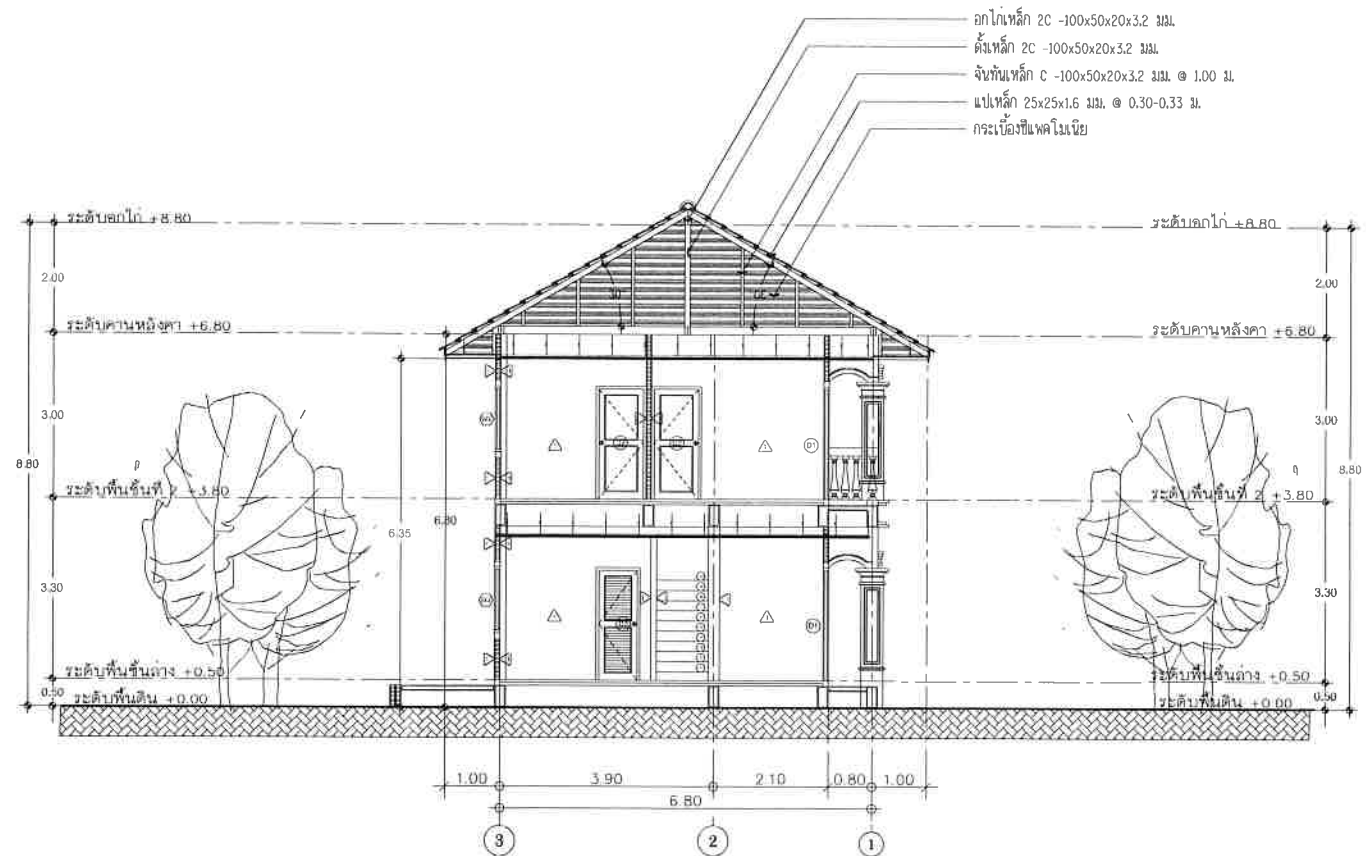 อกไก่เหล็ก 2C -100x50x20x3.2 มม.
ดั้งเหล็ก 2C -100x50x20x3.2 มม.
จันทันเหล็ก C -100x50x20x3.2 มม. @ 1.00 ม.
แปเหล็ก 25x25x1.6 มม. @ 0.30-0.33 ม.
กระเบื้องซีแพคโมเนีย
ระดับอกไก่ +8.80
ระดับอกไก่ +8.80
2.00
2.00
30
30
ระดับคานหลังคา +6.80
ระดับคานหลังคา +6.80
3.00
3.00
8.80
8.80
D1
1
ระดับพื้นชั้นที่ 2 +3.80
ระดับพื้นชั้นที่ 2 +3.80
6.35
6.80
3.30
3.30
1
D1
ระดับพื้นชั้นล่าง +0.50
ระดับพื้นชั้นล่าง +0.50
0.50
0.50
ระดับพื้นดิน +0.00
ระดับพื้นดิน +0.00
1.00 3.90 2.10 0.80 1.00
6.80
3 2 1